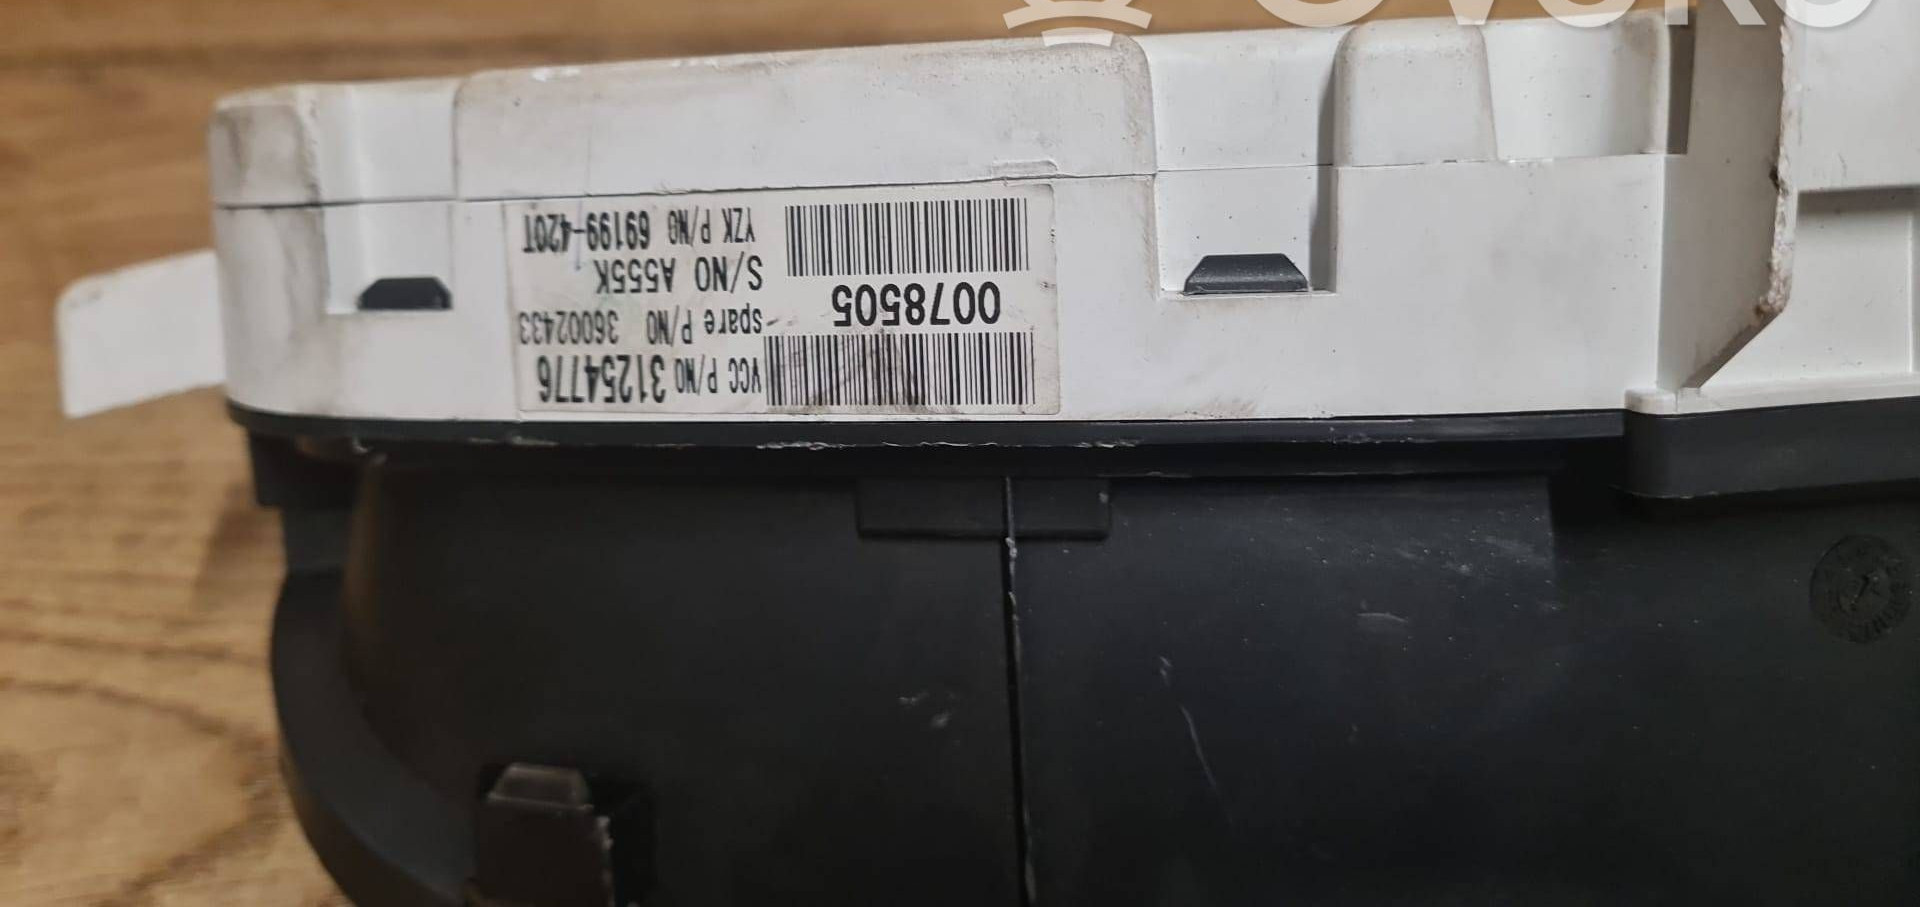 VCC P/NO 31254776
spare P/NO 36002433
0078505
S/NO A555K
YZK P/NO 69199-420T